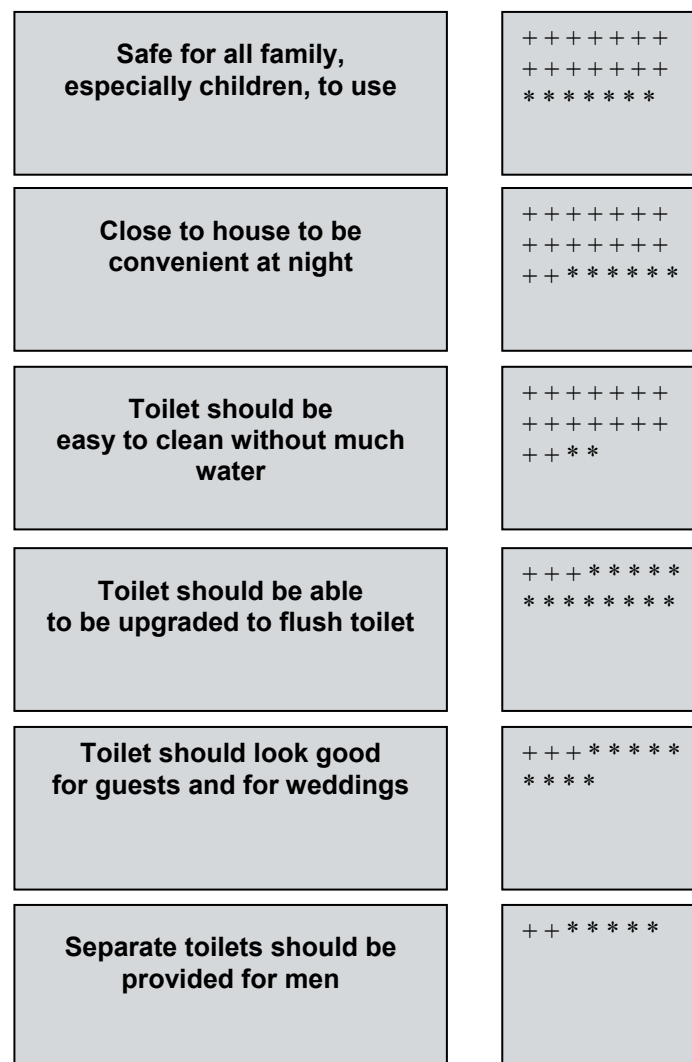 Safe for all family,
especially children, to use
+ + + + + + +
+ + + + + + +
* * * * * * *
Close to house to be
convenient at night
+ + + + + + +
+ + + + + + +
+ + * * * * * *
Toilet should be
easy to clean without much
water
+ + + + + + +
+ + + + + + +
+ + * *
Toilet should be able
to be upgraded to flush toilet
+ + + * * * * *
* * * * * * * *
Toilet should look good
for guests and for weddings
+ + + * * * * *
* * * *
Separate toilets should be
provided for men
+ + * * * * *